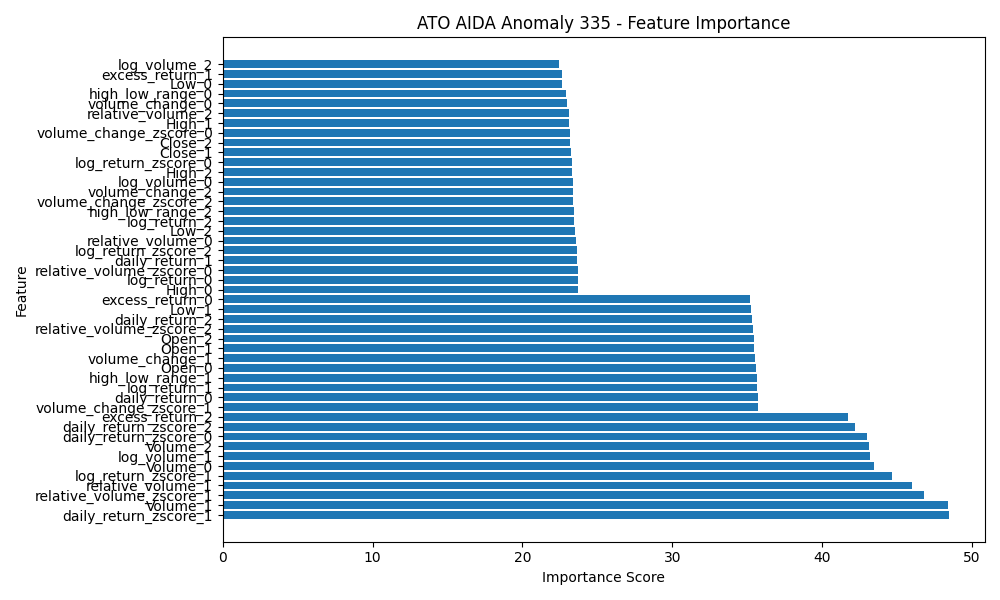 ATO AIDA Anomaly 335 - Feature Importance
log_volume_2
excess_return_1
Low_0
high_low_range_0
volume_change_0
relative_volume_2
High_1
volume_change_zscore_0
Close_2
Close_1
log_return_zscore_0
High_2
log_volume_0
volume_change_2
volume_change_zscore_2
high_low_range_2
log_return_2
Low_2
relative_volume_0
log_return_zscore_2
daily_return_1
relative_volume_zscore_0
log_return_0
High_0
excess_return_0
Low_1
daily_return_2
relative_volume_zscore_2
Open_2
Open_1
volume_change_1
Open_0
high_low_range_1
log_return_1
daily_return_0
volume_change_zscore_1
excess_return_2
daily_return_zscore_2
daily_return_zscore_0
Volume_2
log_volume_1
Volume_0
log_return_zscore_1
relative_volume_1
relative_volume_zscore_1
Volume_1
daily_return_zscore_1
Feature
0 10 20 30 40 50
Importance Score